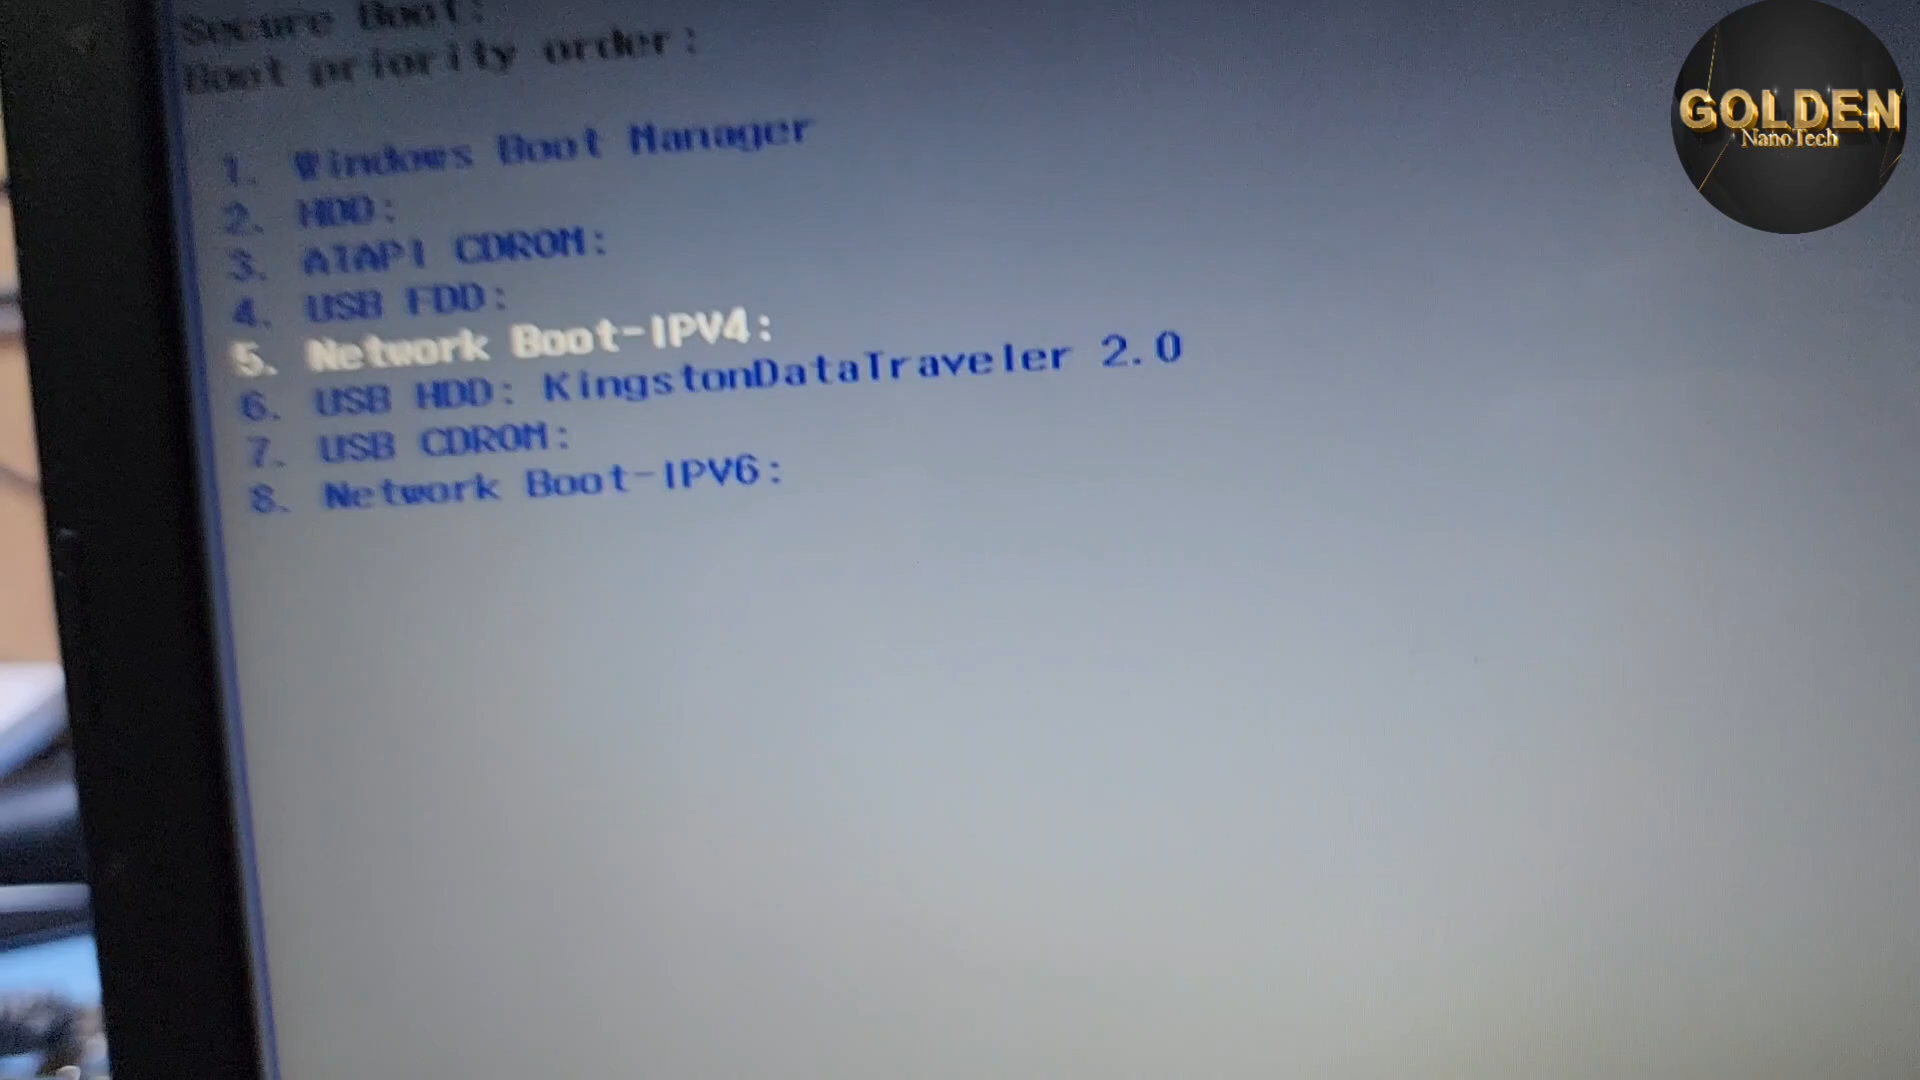 Secure Boot:
Boot priority order:
1. Windows Boot Manager
2. HDD:
3. ATAPI CDROM:
4. USB FDD:
5. Network Boot-IPV4:
6. USB HDD: KingstonDataTraveler 2.0
7. USB CDROM:
8. Network Boot-IPV6:
GOLDEN
NanoTech